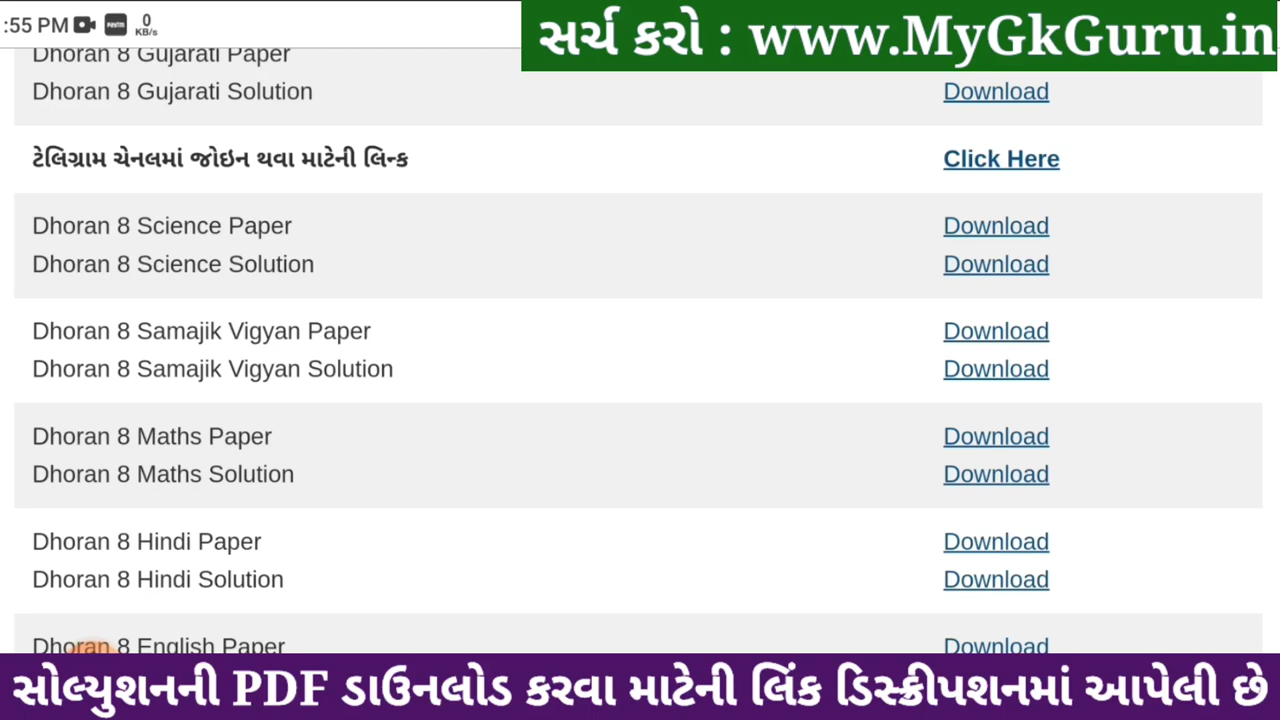 :55 PM 0 KB/s
સર્ચ કરો : www.MyGkGuru.in
Dhoran 8 Gujarati Paper
Dhoran 8 Gujarati Solution Download
ટેલિગ્રામ ચેનલમાં જોઇન થવા માટેની લિન્ક Click Here
Dhoran 8 Science Paper Download
Dhoran 8 Science Solution Download
Dhoran 8 Samajik Vigyan Paper Download
Dhoran 8 Samajik Vigyan Solution Download
Dhoran 8 Maths Paper Download
Dhoran 8 Maths Solution Download
Dhoran 8 Hindi Paper Download
Dhoran 8 Hindi Solution Download
Dhoran 8 English Paper Download
સોલ્યુશનની PDF ડાઉનલોડ કરવા માટેની લિંક ડિસ્ક્રીપશનમાં આપેલી છે